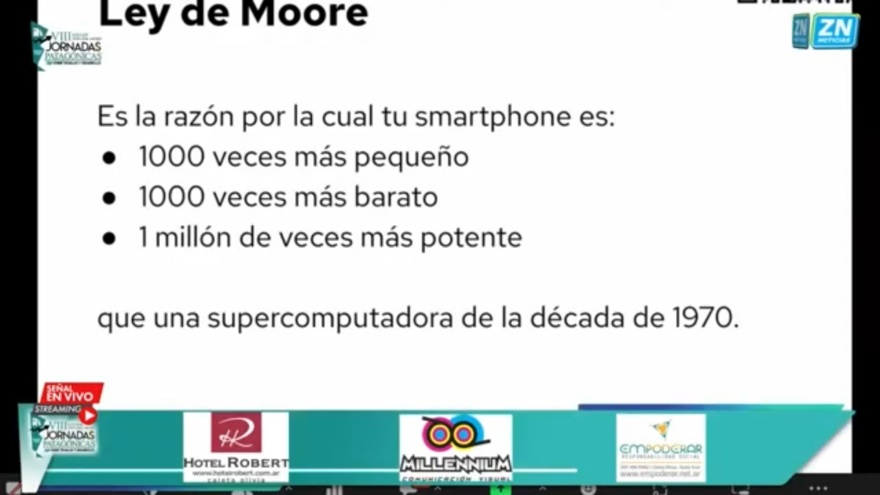 Ley de Moore
VIII
JORNADAS
PATAGÓNICAS
ZN
NOTICIAS
Es la razón por la cual tu smartphone es:
● 1000 veces más pequeño
● 1000 veces más barato
● 1 millón de veces más potente
que una supercomputadora de la década de 1970.
SEÑAL
EN VIVO
STREAMING
VIII
JORNADAS
PATAGÓNICAS
HOTEL ROBERT
www.hotelrobert.com.ar
caleta olivia
MILLENNIUM
COMUNICACIÓN VISUAL
EMPODERAR
RESPONSABILIDAD SOCIAL
www.empoderar.net.ar